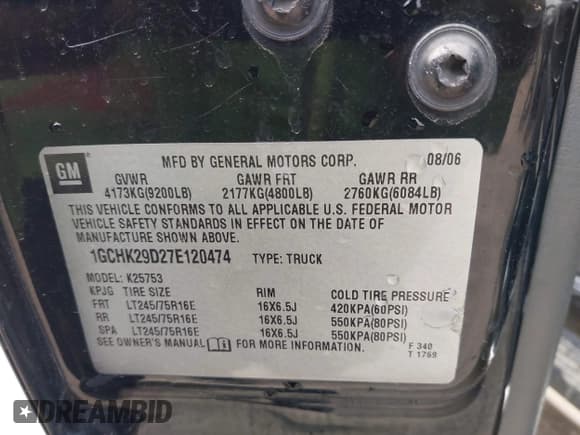 GM
MFD BY GENERAL MOTORS CORP. 08/06
GVWR GAWR FRT GAWR RR
4173KG(9200LB) 2177KG(4800LB) 2760KG(6084LB)
THIS VEHICLE CONFORMS TO ALL APPLICABLE U.S. FEDERAL MOTOR
VEHICLE SAFETY STANDARDS IN EFFECT ON THE DATE OF
MANUFACTURE SHOWN ABOVE.
1GCHK29D27E120474 TYPE: TRUCK
MODEL: K25753
KPJG TIRE SIZE RIM COLD TIRE PRESSURE
FRT LT245/75R16E 16X6.5J 420KPA(60PSI)
RR LT245/75R16E 16X6.5J 550KPA(80PSI)
SPA LT245/75R16E 16X6.5J 550KPA(80PSI)
SEE OWNER'S MANUAL FOR MORE INFORMATION. F 340
T 1769
DREAMBID